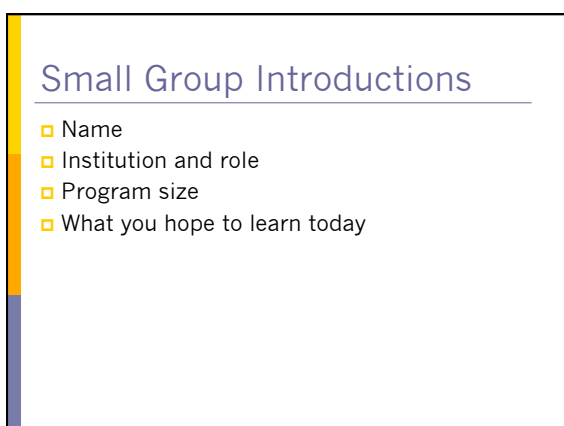 Small Group Introductions
Name
Institution and role
Program size
What you hope to learn today